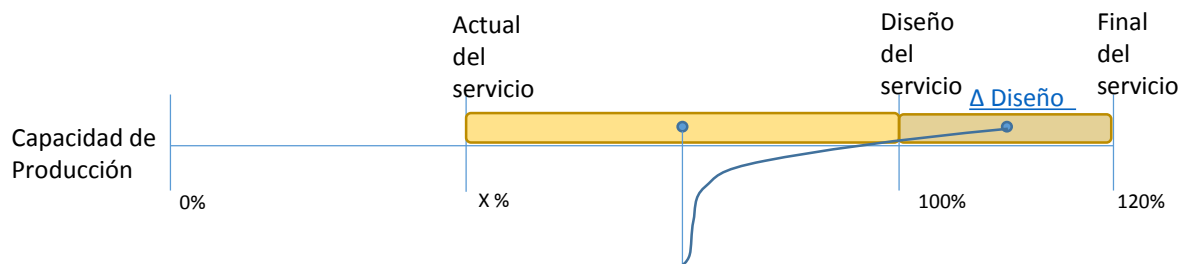 Actual
del
servicio
Diseño
del
servicio
Final
del
servicio
Δ Diseño
Capacidad de
Producción
0%
X %
100%
120%